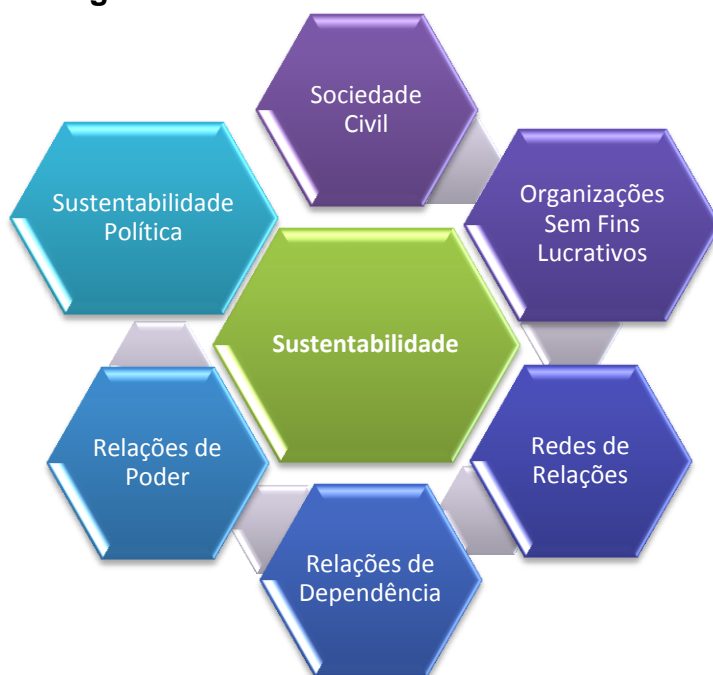 Sociedade
Civil
Organizações
Sem Fins
Lucrativos
Sustentabilidade
Política
Sustentabilidade
Redes de
Relações
Relações de
Poder
Relações de
Dependência